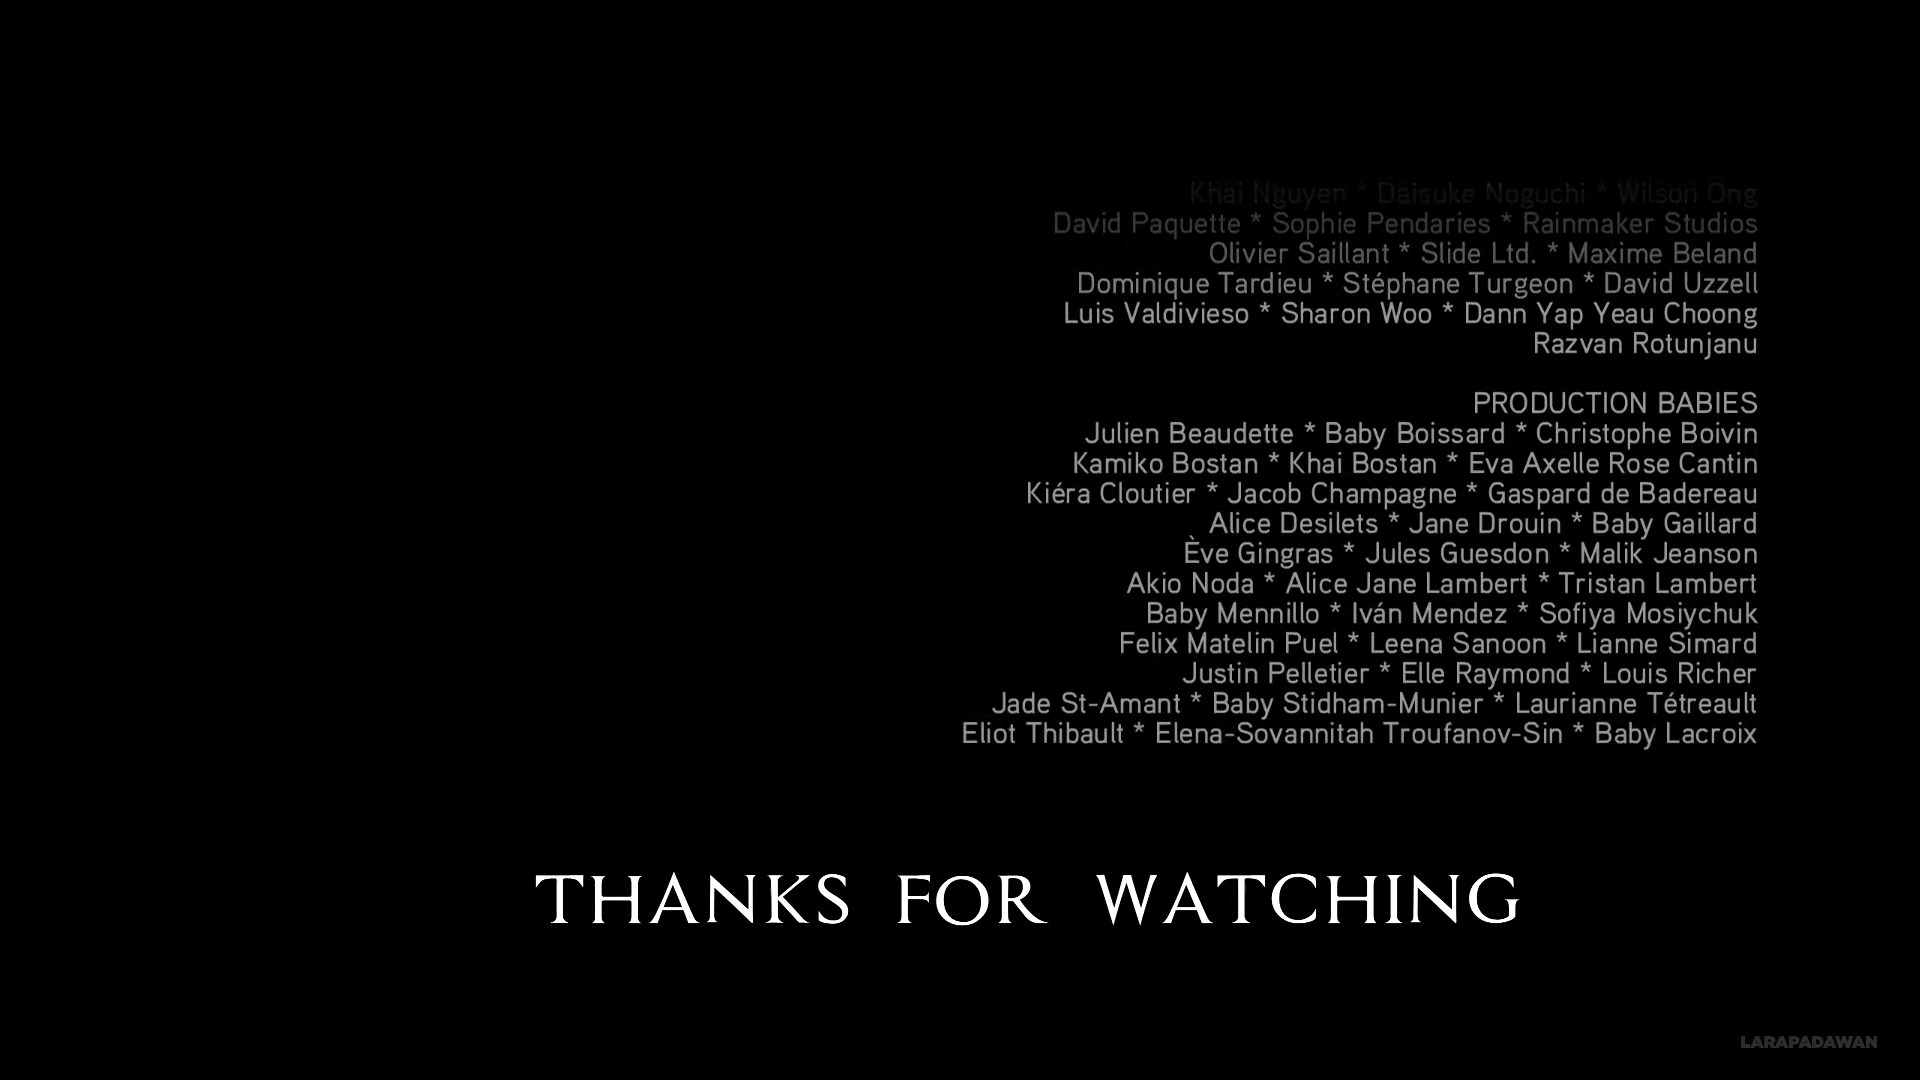 Khai Nguyen * Daisuke Noguchi * Wilson Ong
David Paquette * Sophie Pendaries * Rainmaker Studios
Olivier Saillant * Slide Ltd. * Maxime Beland
Dominique Tardieu * Stéphane Turgeon * David Uzzell
Luis Valdivieso * Sharon Woo * Dann Yap Yeau Choong
Razvan Rotunjanu
PRODUCTION BABIES
Julien Beaudette * Baby Boissard * Christophe Boivin
Kamiko Bostan * Khai Bostan * Eva Axelle Rose Cantin
Kiéra Cloutier * Jacob Champagne * Gaspard de Badereau
Alice Desilets * Jane Drouin * Baby Gaillard
Ève Gingras * Jules Guesdon * Malik Jeanson
Akio Noda * Alice Jane Lambert * Tristan Lambert
Baby Mennillo * Iván Mendez * Sofiya Mosiychuk
Felix Matelin Puel * Leena Sanoon * Lianne Simard
Justin Pelletier * Elle Raymond * Louis Richer
Jade St-Amant * Baby Stidham-Munier * Laurianne Tétreault
Eliot Thibault * Elena-Sovannitah Troufanov-Sin * Baby Lacroix
THANKS FOR WATCHING
LARAPADAWAN